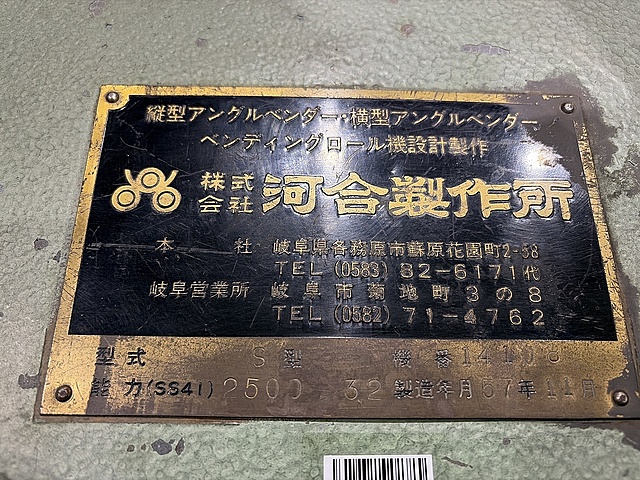 縦型アングルベンダー・横型アングルベンダー
ベンディングロール機設計製作
株式会社 河合製作所
本社 岐阜県各務原市蘇原花園町2-58
TEL (0583) 82-6171代
岐阜営業所 岐阜市菊地町3の8
TEL (0582) 71-4762
型式 S型 機番
能力(SS41) 2500 32 製造年月 57年11月